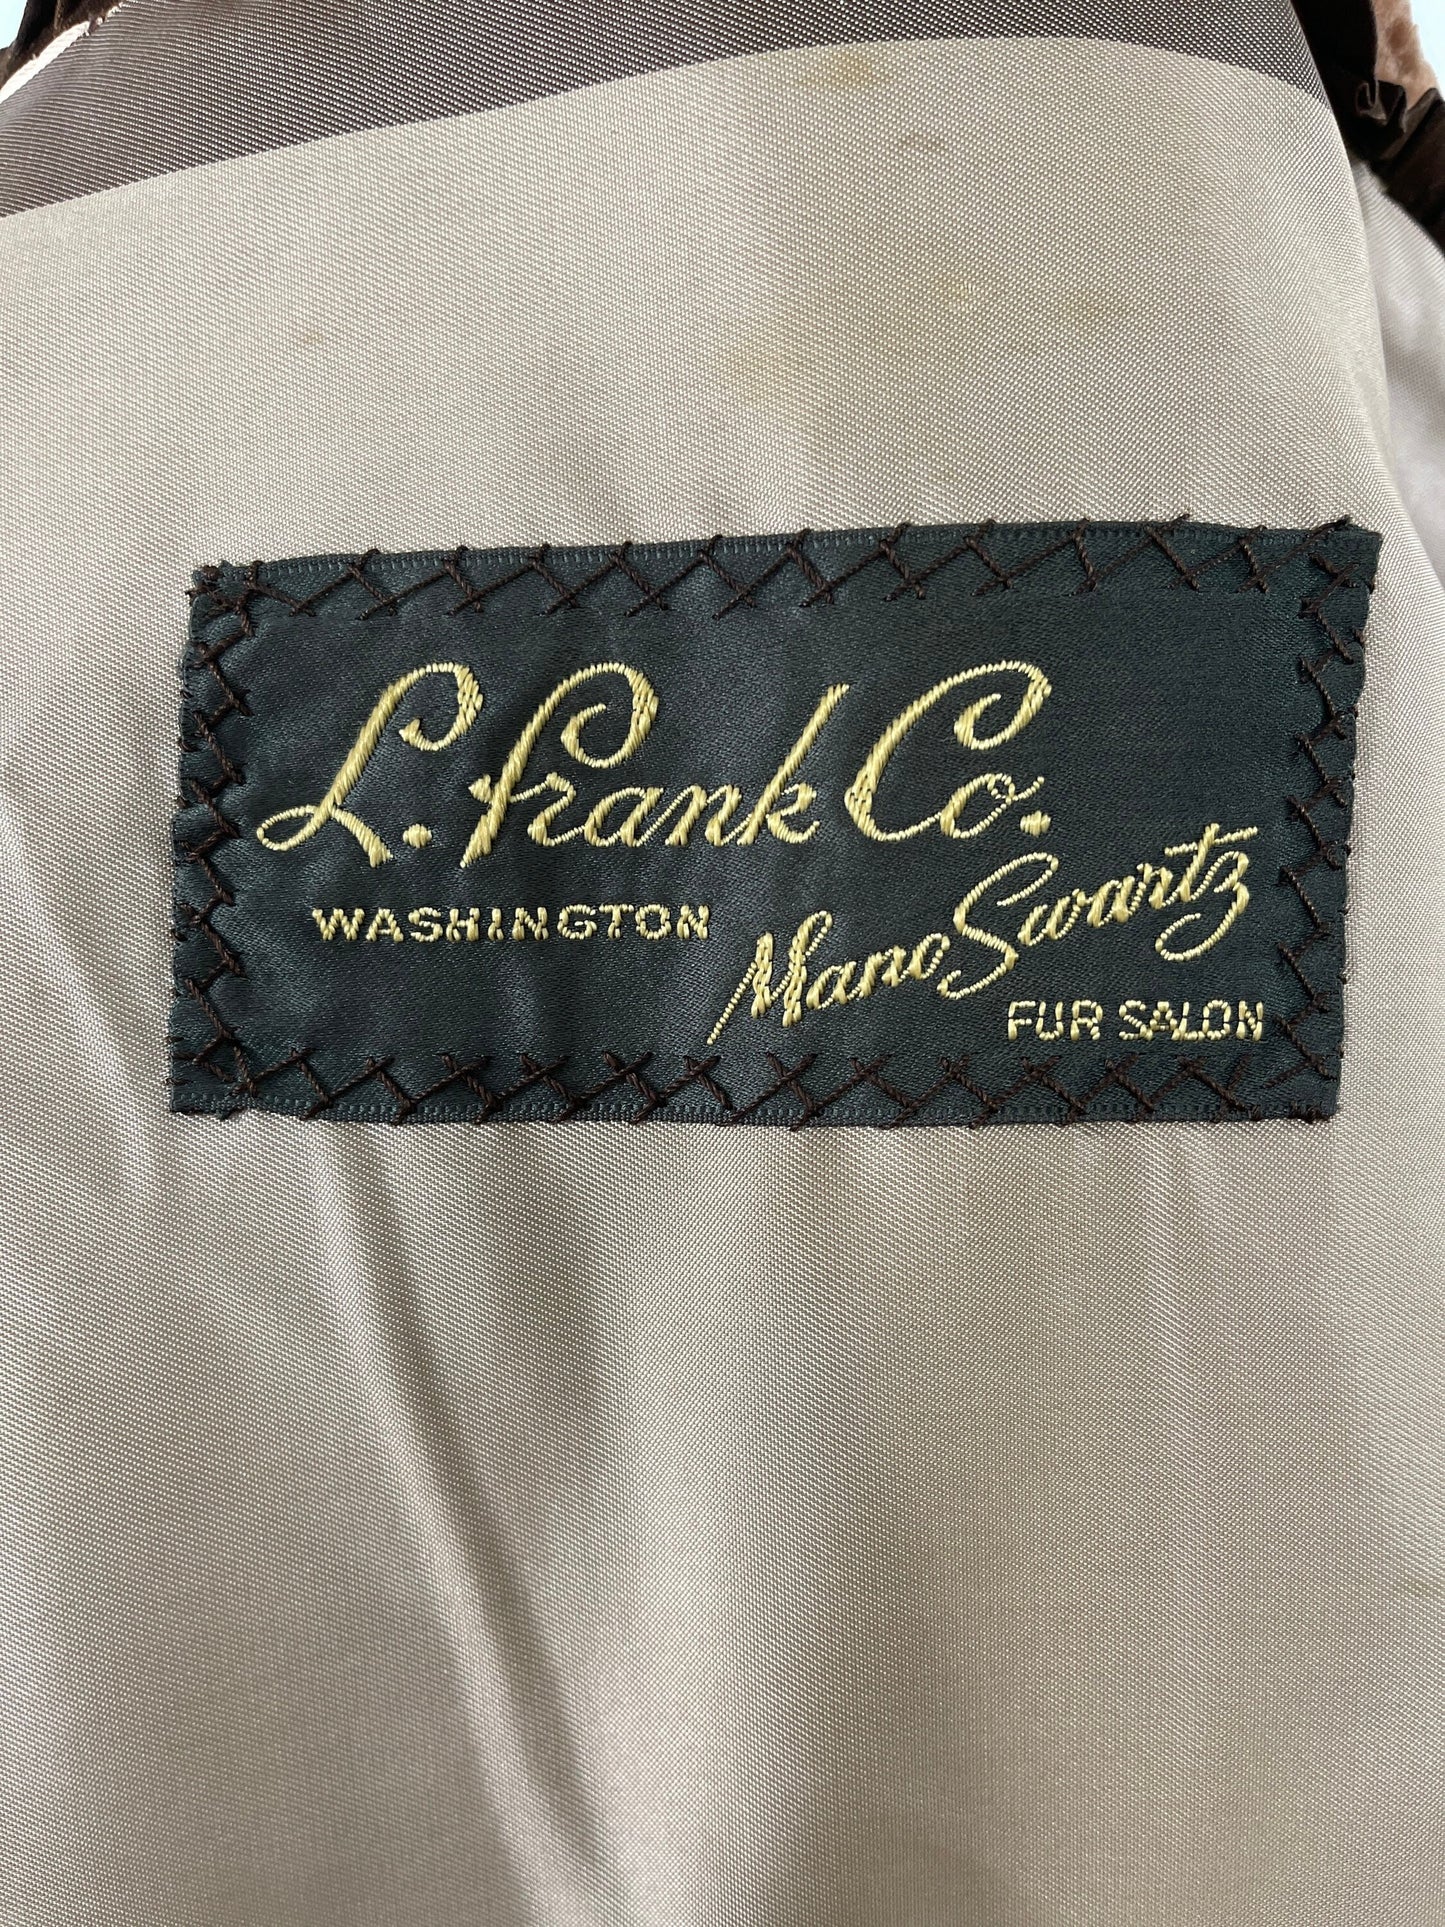 L. Frank Co.
WASHINGTON
Mano Swartz
FUR SALON